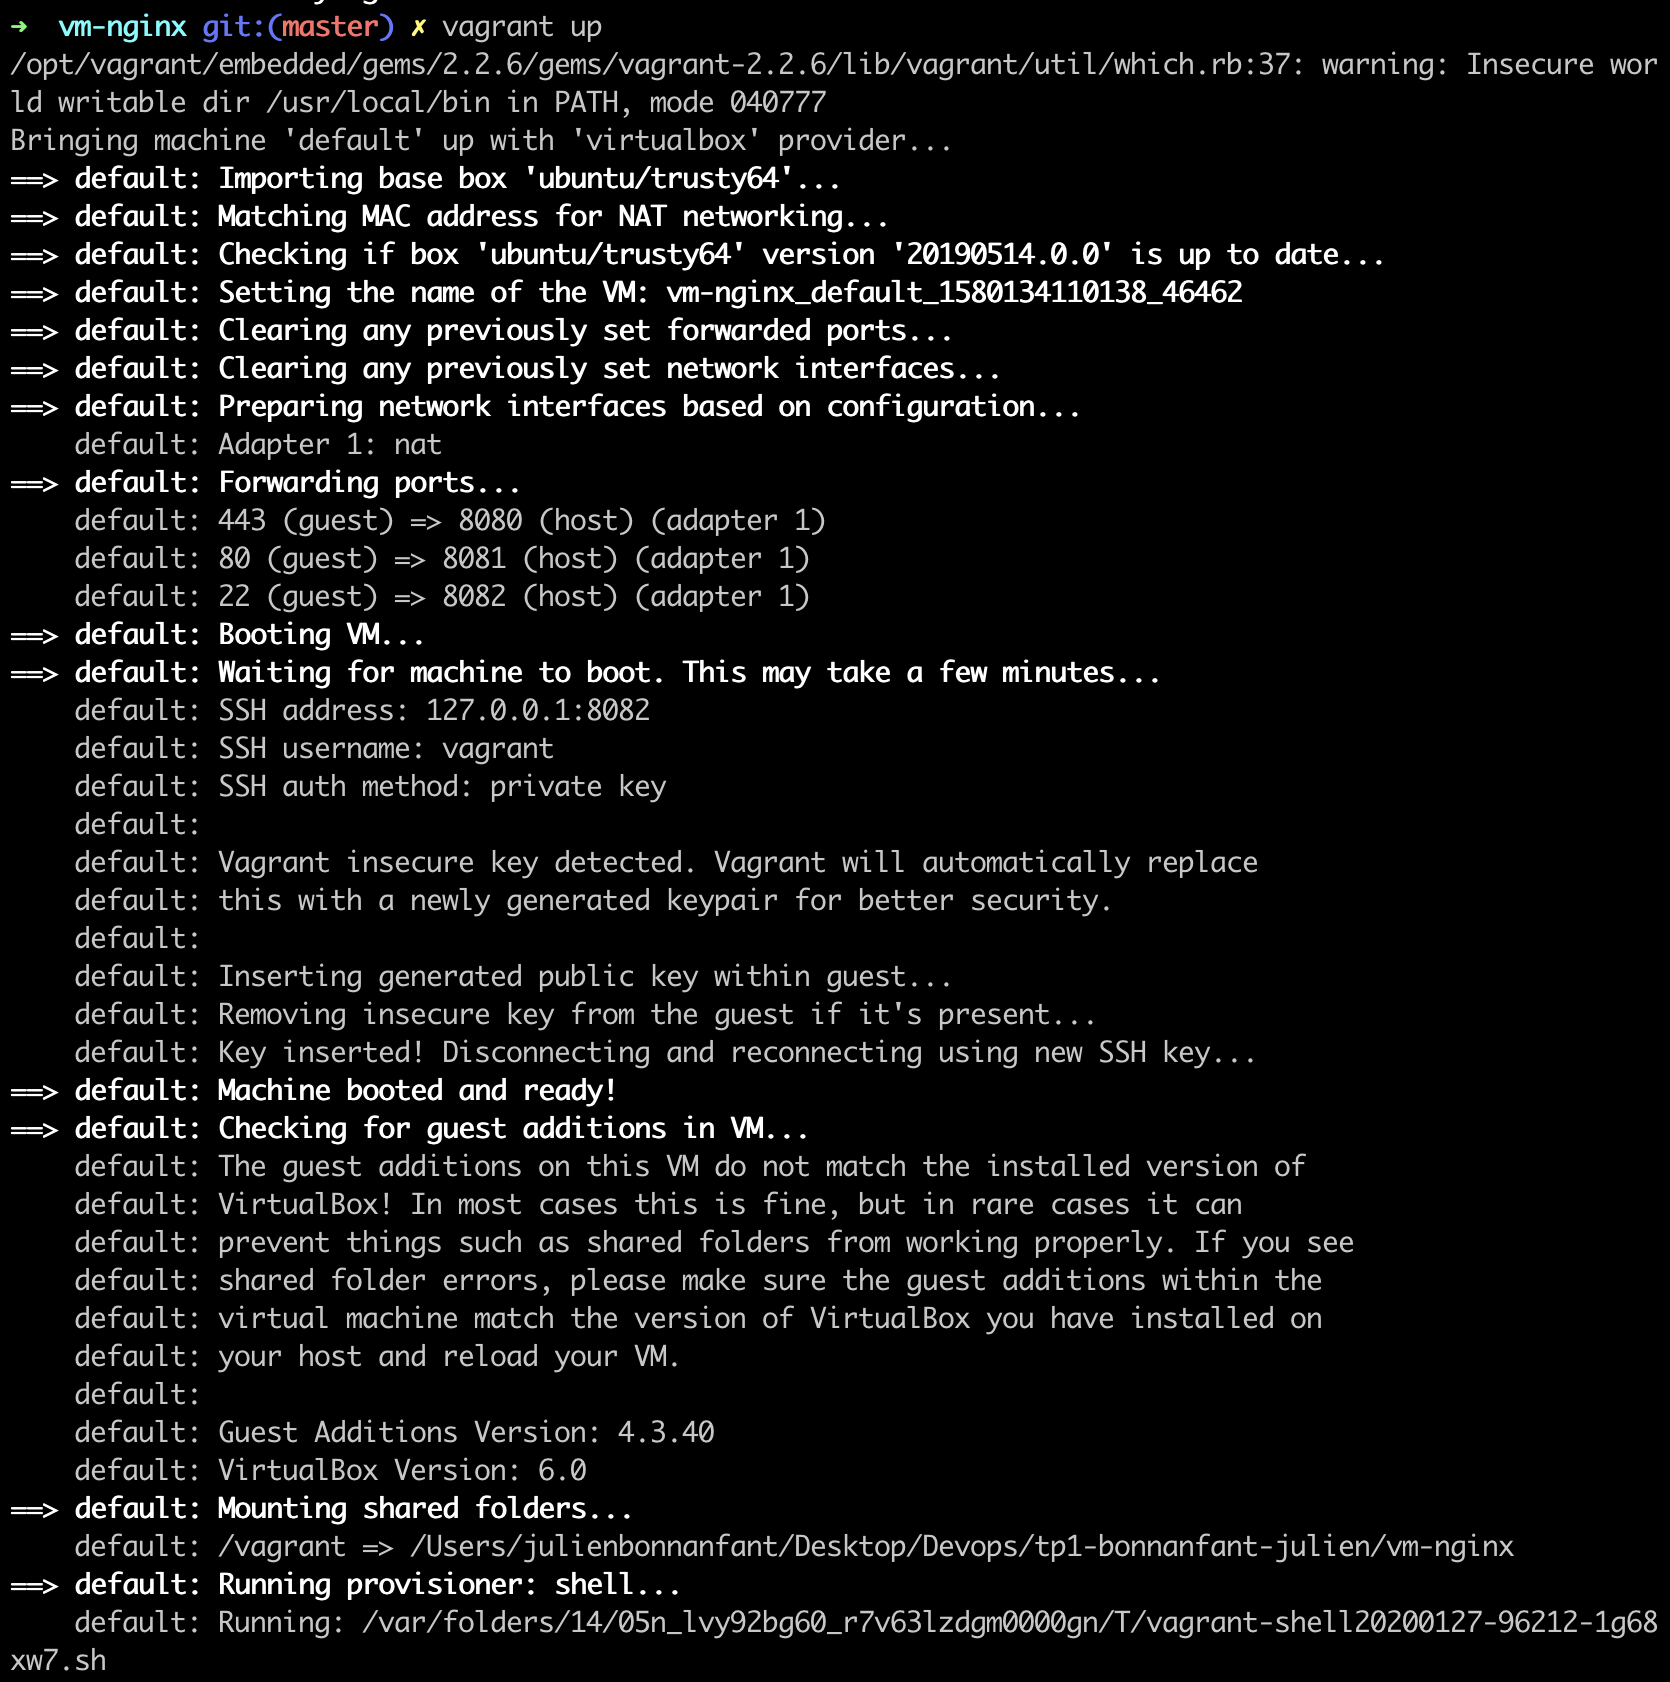 ➜  vm-nginx git:(master) ✗ vagrant up
/opt/vagrant/embedded/gems/2.2.6/gems/vagrant-2.2.6/lib/vagrant/util/which.rb:37: warning: Insecure wor
ld writable dir /usr/local/bin in PATH, mode 040777
Bringing machine 'default' up with 'virtualbox' provider...
==> default: Importing base box 'ubuntu/trusty64'...
==> default: Matching MAC address for NAT networking...
==> default: Checking if box 'ubuntu/trusty64' version '20190514.0.0' is up to date...
==> default: Setting the name of the VM: vm-nginx_default_1580134110138_46462
==> default: Clearing any previously set forwarded ports...
==> default: Clearing any previously set network interfaces...
==> default: Preparing network interfaces based on configuration...
    default: Adapter 1: nat
==> default: Forwarding ports...
    default: 443 (guest) => 8080 (host) (adapter 1)
    default: 80 (guest) => 8081 (host) (adapter 1)
    default: 22 (guest) => 8082 (host) (adapter 1)
==> default: Booting VM...
==> default: Waiting for machine to boot. This may take a few minutes...
    default: SSH address: 127.0.0.1:8082
    default: SSH username: vagrant
    default: SSH auth method: private key
    default:
    default: Vagrant insecure key detected. Vagrant will automatically replace
    default: this with a newly generated keypair for better security.
    default:
    default: Inserting generated public key within guest...
    default: Removing insecure key from the guest if it's present...
    default: Key inserted! Disconnecting and reconnecting using new SSH key...
==> default: Machine booted and ready!
==> default: Checking for guest additions in VM...
    default: The guest additions on this VM do not match the installed version of
    default: VirtualBox! In most cases this is fine, but in rare cases it can
    default: prevent things such as shared folders from working properly. If you see
    default: shared folder errors, please make sure the guest additions within the
    default: virtual machine match the version of VirtualBox you have installed on
    default: your host and reload your VM.
    default:
    default: Guest Additions Version: 4.3.40
    default: VirtualBox Version: 6.0
==> default: Mounting shared folders...
    default: /vagrant => /Users/julienbonnanfant/Desktop/Devops/tp1-bonnanfant-julien/vm-nginx
==> default: Running provisioner: shell...
    default: Running: /var/folders/14/05n_lvy92bg60_r7v63lzdgm0000gn/T/vagrant-shell20200127-96212-1g68
xw7.sh